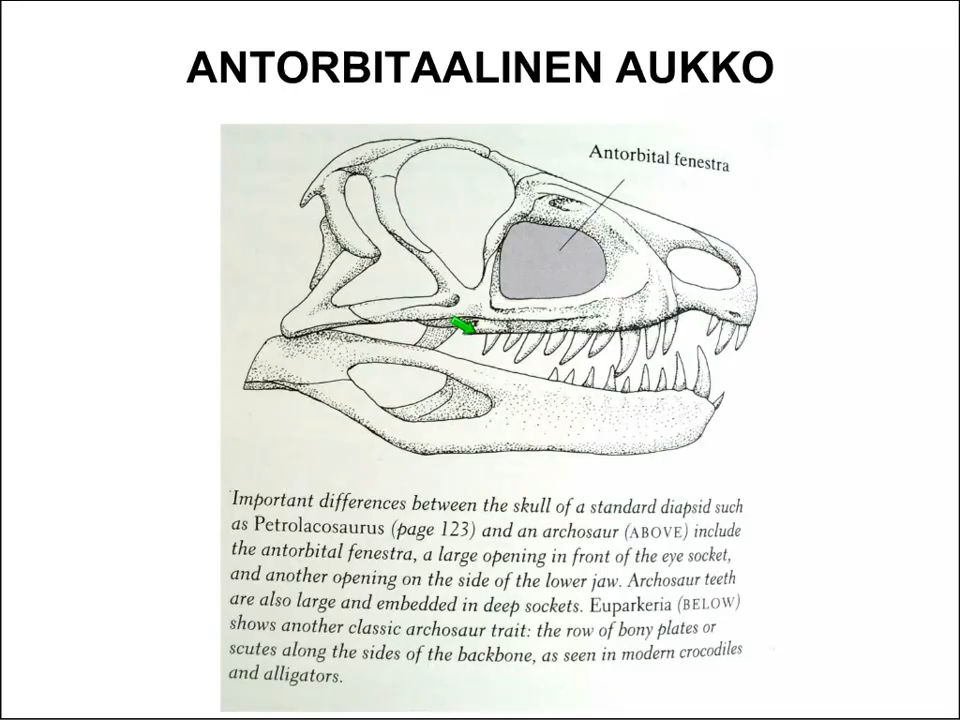 ANTORBITAALINEN AUKKO
Antorbital fenestra
Important differences between the skull of a standard diapsid such
as Petrolacosaurus (page 123) and an archosaur (ABOVE) include
the antorbital fenestra, a large opening in front of the eye socket,
and another opening on the side of the lower jaw. Archosaur teeth
are also large and embedded in deep sockets. Euparkeria (BELOW)
shows another classic archosaur trait: the row of bony plates or
scutes along the sides of the backbone, as seen in modern crocodiles
and alligators.